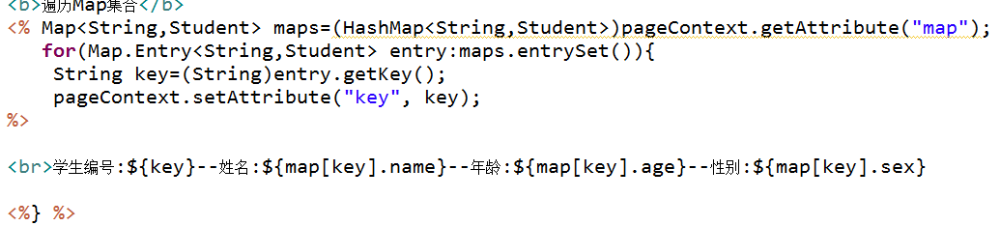 <b>遍历Map集合</b>
<% Map<String,Student> maps=(HashMap<String,Student>)pageContext.getAttribute("map");
for(Map.Entry<String,Student> entry:maps.entrySet()){
String key=(String)entry.getKey();
pageContext.setAttribute("key", key);
%>
<br>学生编号:${key}--姓名:${map[key].name}--年龄:${map[key].age}--性别:${map[key].sex}
<%} %>